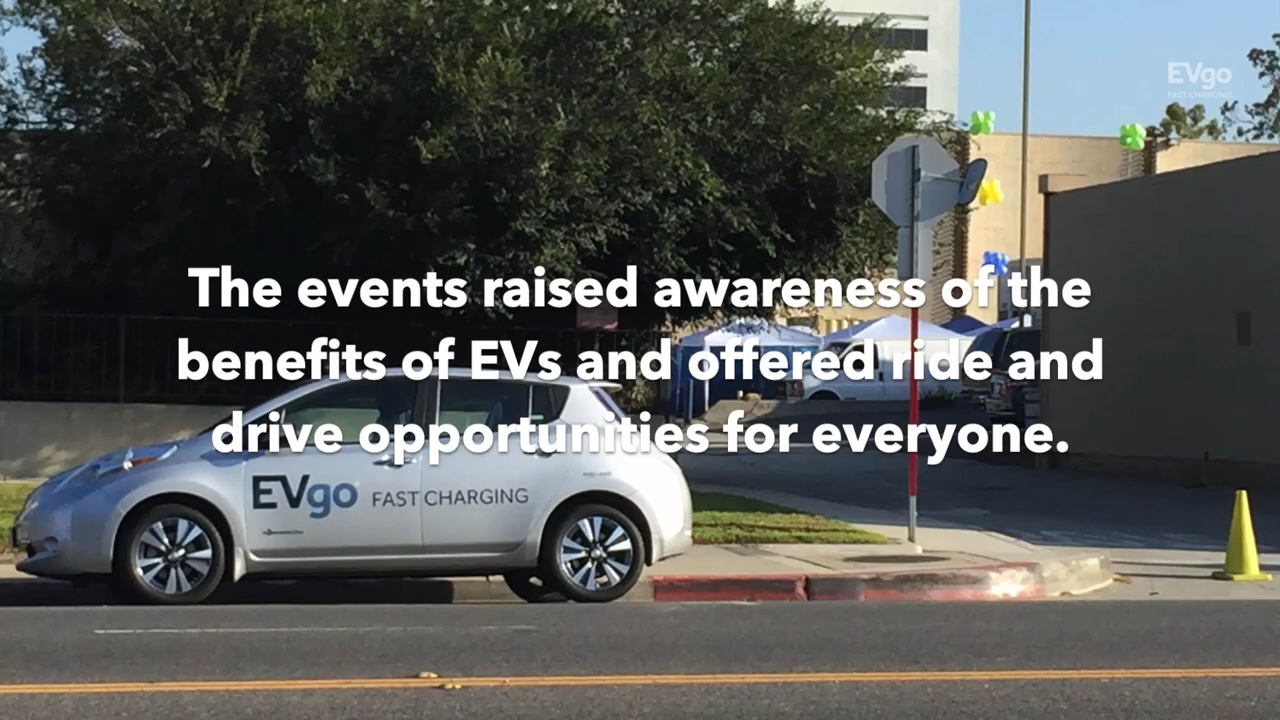 EVgo
FAST CHARGING
The events raised awareness of the
benefits of EVs and offered ride and
drive opportunities for everyone.
EVgo FAST CHARGING